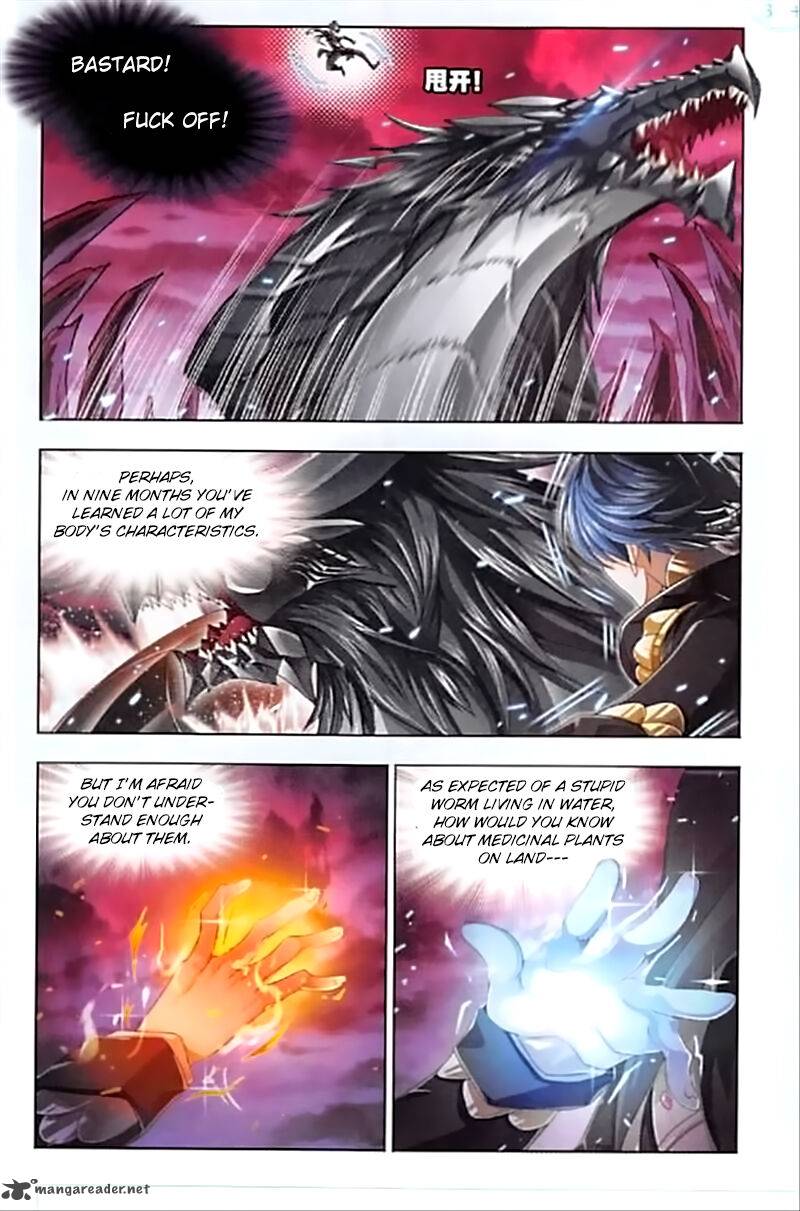 BASTARD!
FUCK OFF!
甩开!
PERHAPS,
IN NINE MONTHS YOU'VE
LEARNED A LOT OF MY
BODY'S CHARACTERISTICS.
BUT I'M AFRAID
YOU DON'T UNDER-
STAND ENOUGH
ABOUT THEM.
AS EXPECTED OF A STUPID
WORM LIVING IN WATER,
HOW WOULD YOU KNOW
ABOUT MEDICINAL PLANTS
ON LAND---
mangareader.net